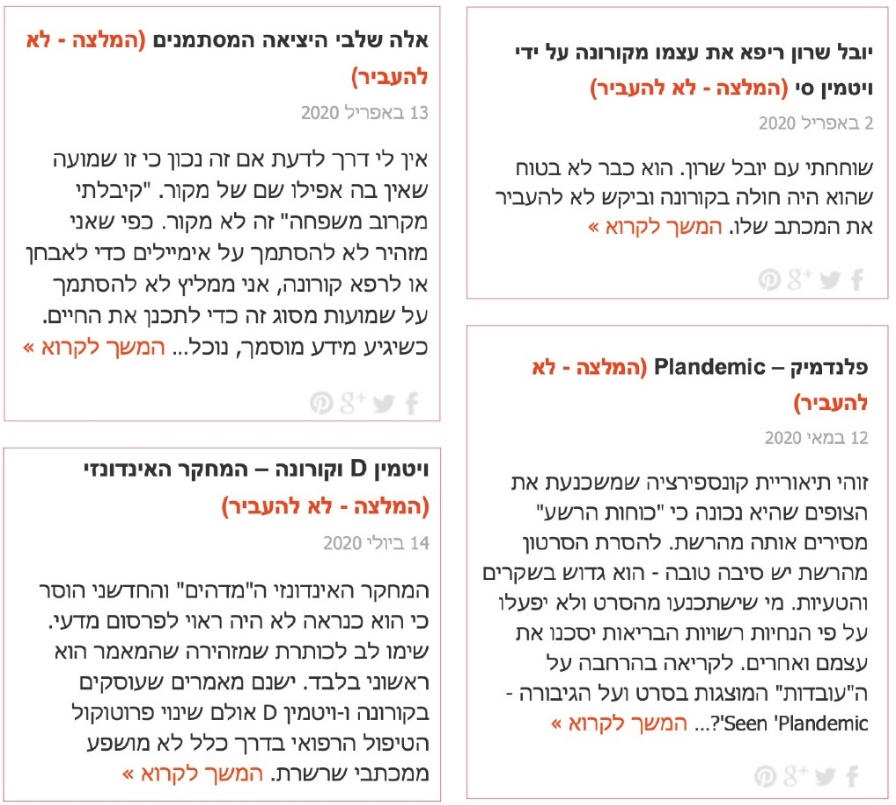 יובל שרון ריפא את עצמו מקורונה על ידי
ויטמין סי (המלצה - לא להעביר)
2 באפריל 2020
שוחחתי עם יובל שרון. הוא כבר לא בטוח
שהוא היה חולה בקורונה וביקש לא להעביר
את המכתב שלו. המשך לקרוא »
פלנדמיק – Plandemic (המלצה - לא
להעביר)
12 במאי 2020
זוהי תיאוריית קונספירציה שמשכנעת את
הצופים שהיא נכונה כי "כוחות הרשע"
מסירים אותה מהרשת. להסרת הסרטון
מהרשת יש סיבה טובה - הוא גדוש בשקרים
והטעיות. מי שישתכנעו מהסרט ולא יפעלו
על פי הנחיות רשויות הבריאות יסכנו את
עצמם ואחרים. לקריאה בהרחבה על
ה"עובדות" המוצגות בסרט ועל הגיבורה -
Seen 'Plandemic'?... המשך לקרוא »
אלה שלבי היציאה המסתמנים (המלצה - לא
להעביר)
13 באפריל 2020
אין לי דרך לדעת אם זה נכון כי זו שמועה
שאין בה אפילו שם של מקור. "קיבלתי
מקרוב משפחה" זה לא מקור. כפי שאני
מזהיר לא להסתמך על אימיילים כדי לאבחן
או לרפא קורונה, אני ממליץ לא להסתמך
על שמועות מסוג זה כדי לתכנן את החיים.
כשיגיע מידע מוסמך, נוכל... המשך לקרוא »
ויטמין D וקורונה – המחקר האינדונזי
(המלצה - לא להעביר)
14 ביולי 2020
המחקר האינדונזי ה"מדהים" והחדשני הוסר
כי הוא כנראה לא היה ראוי לפרסום מדעי.
שימו לב לכותרת שמזהירה שהמאמר הוא
ראשוני בלבד. ישנם מאמרים שעוסקים
בקורונה ו-ויטמין D אולם שינוי פרוטוקול
הטיפול הרפואי בדרך כלל לא מושפע
ממכתבי שרשרת. המשך לקרוא »